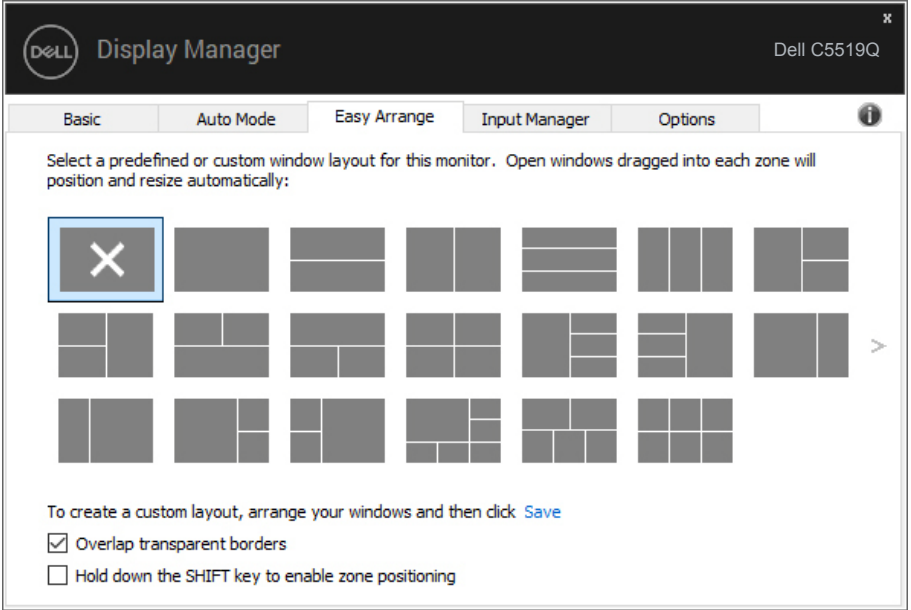 x
DELL Display Manager
Dell C5519Q
Basic Auto Mode Easy Arrange Input Manager Options
Select a predefined or custom window layout for this monitor. Open windows dragged into each zone will
position and resize automatically:
>
To create a custom layout, arrange your windows and then click Save
Overlap transparent borders
Hold down the SHIFT key to enable zone positioning